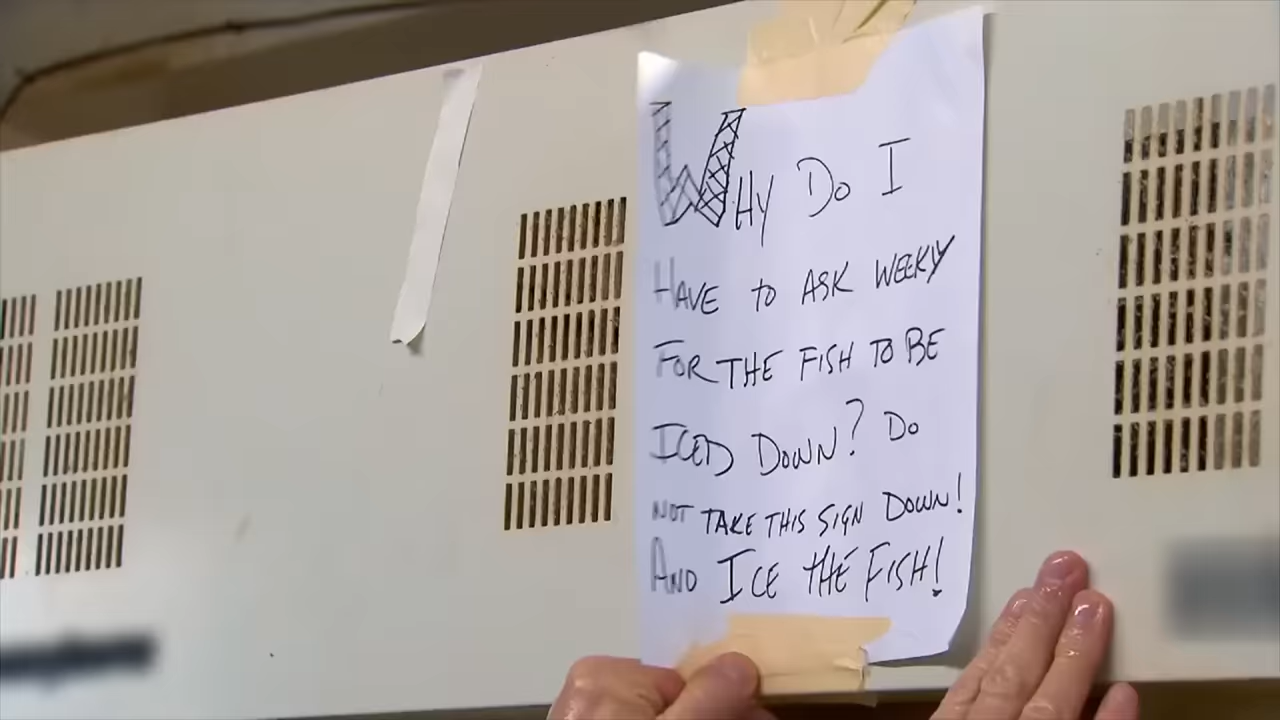 WHY DO I
HAVE TO ASK WEEKLY
FOR THE FISH TO BE
ICED DOWN? DO
NOT TAKE THIS SIGN DOWN!
AND ICE THE FISH!